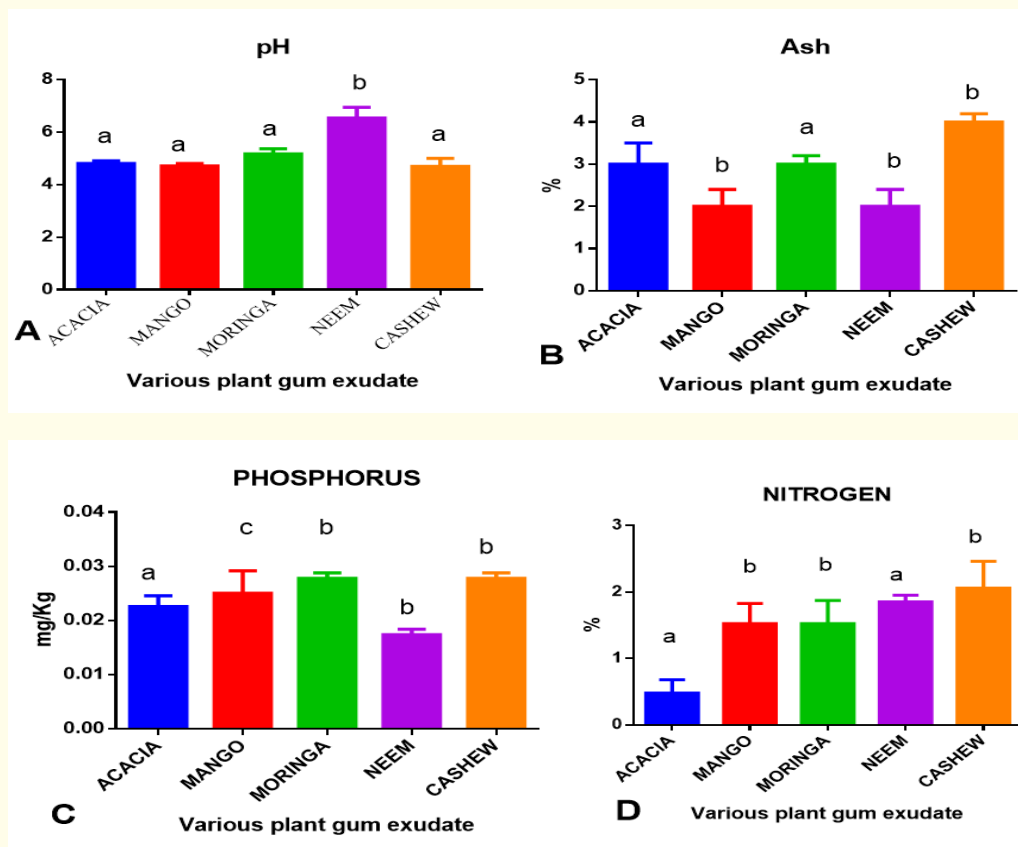 pH
8
6
4
2
0
a
a
a
b
a
ACACIA
MANGO
MORINGA
NEEM
CASHEW
A
Various plant gum exudate
Ash
%
5
4
3
2
1
0
a
b
a
b
b
ACACIA
MANGO
MORINGA
NEEM
CASHEW
B
Various plant gum exudate
PHOSPHORUS
mg/Kg
0.04
0.03
0.02
0.01
0.00
a
c
b
b
b
ACACIA
MANGO
MORINGA
NEEM
CASHEW
C
Various plant gum exudate
NITROGEN
%
3
2
1
0
a
b
b
a
b
ACACIA
MANGO
MORINGA
NEEM
CASHEW
D
Various plant gum exudate